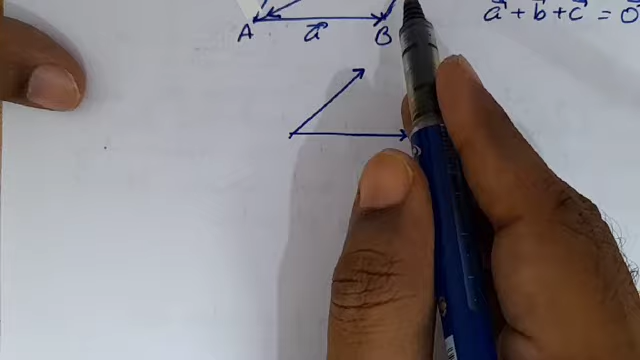 A a⃗ B
a⃗ + b⃗ + c⃗ = 0⃗